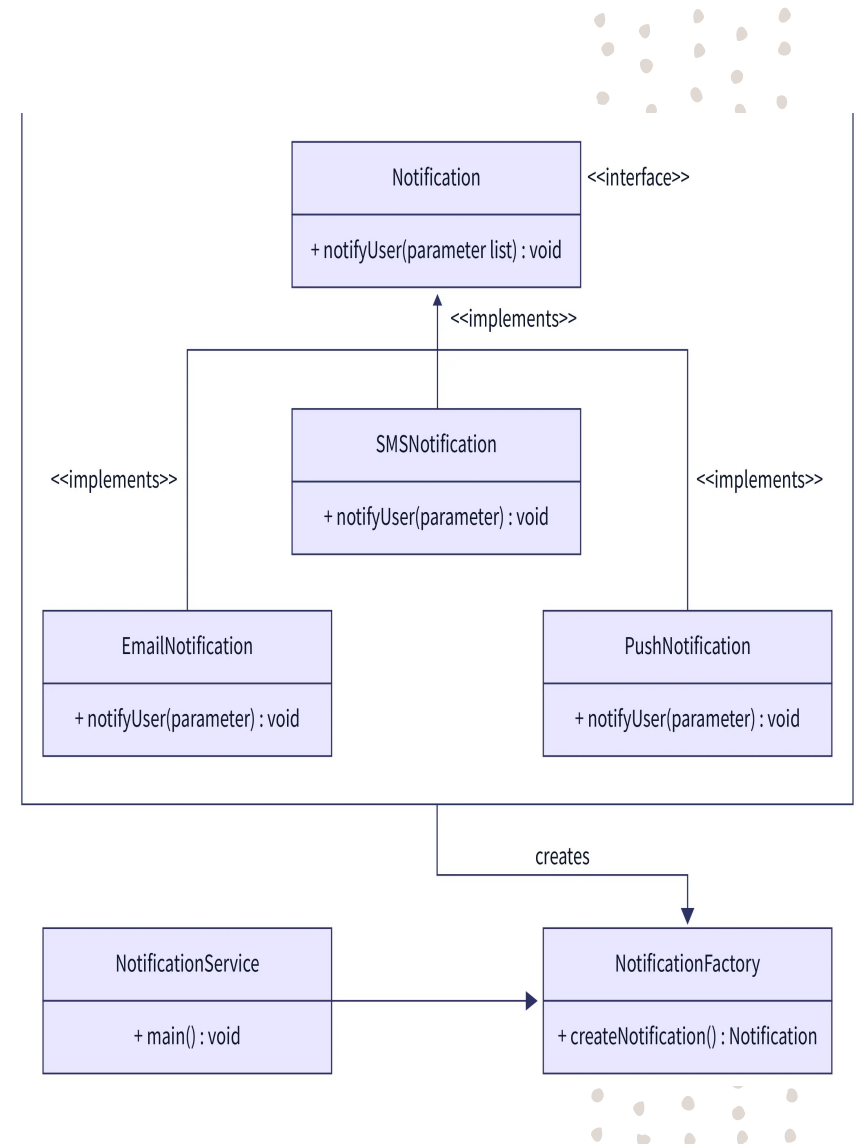 Notification
<<interface>>
+ notifyUser(parameter list) : void
<<implements>>
SMSNotification
+ notifyUser(parameter) : void
<<implements>>
<<implements>>
EmailNotification
+ notifyUser(parameter) : void
PushNotification
+ notifyUser(parameter) : void
creates
NotificationService
+ main() : void
NotificationFactory
+ createNotification() : Notification